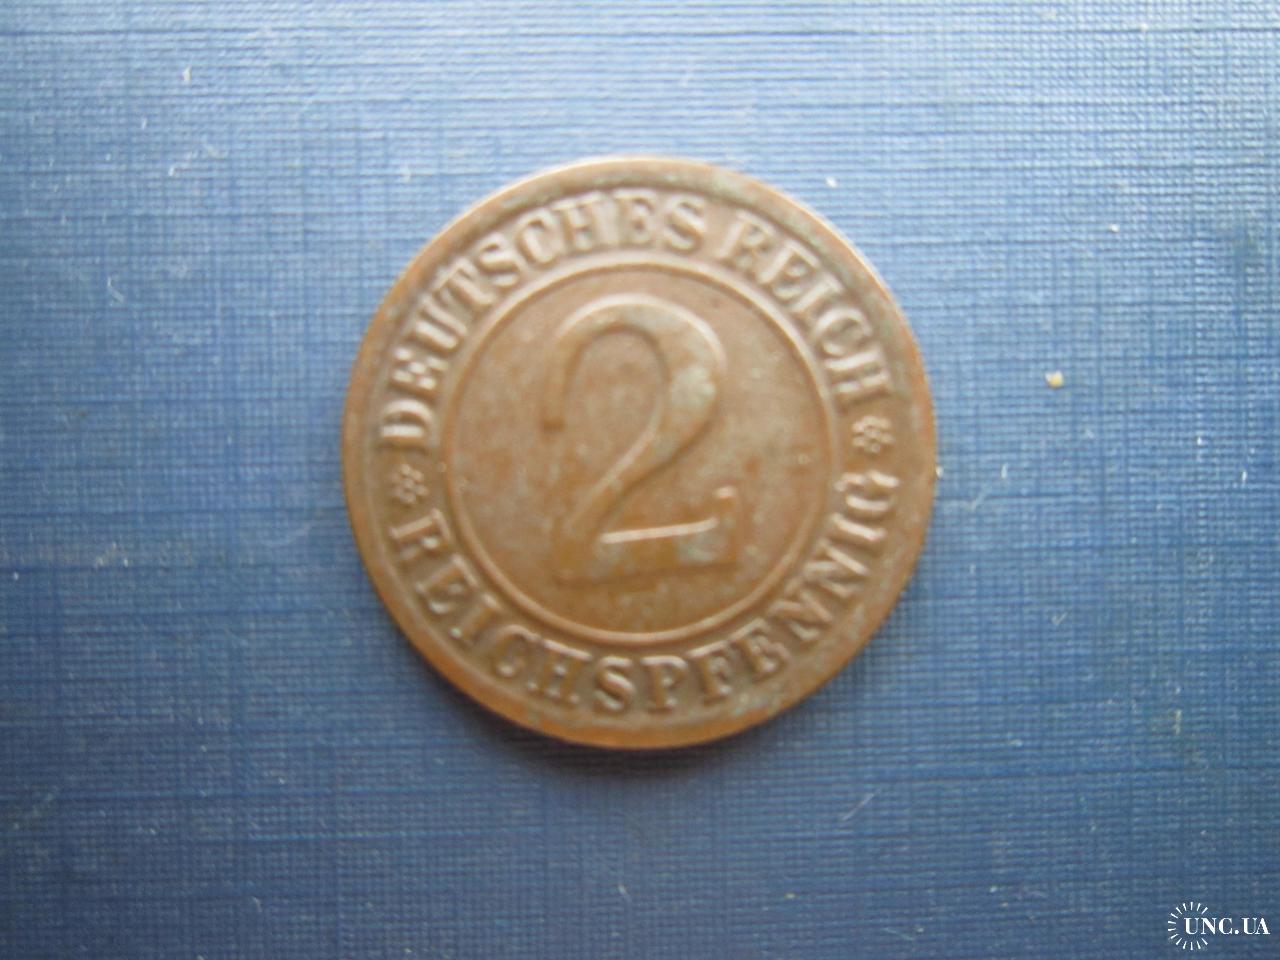 DEUTSCHES REICH
2
REICHSPFENNIG
UNC.UA